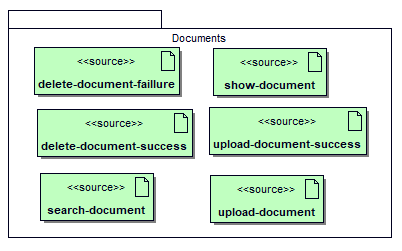 Documents
<<source>>
delete-document-faillure
<<source>>
show-document
<<source>>
delete-document-success
<<source>>
upload-document-success
<<source>>
search-document
<<source>>
upload-document